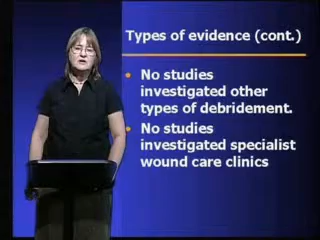 Types of evidence (cont.)
• No studies
investigated other
types of debridement.
• No studies
investigated specialist
wound care clinics